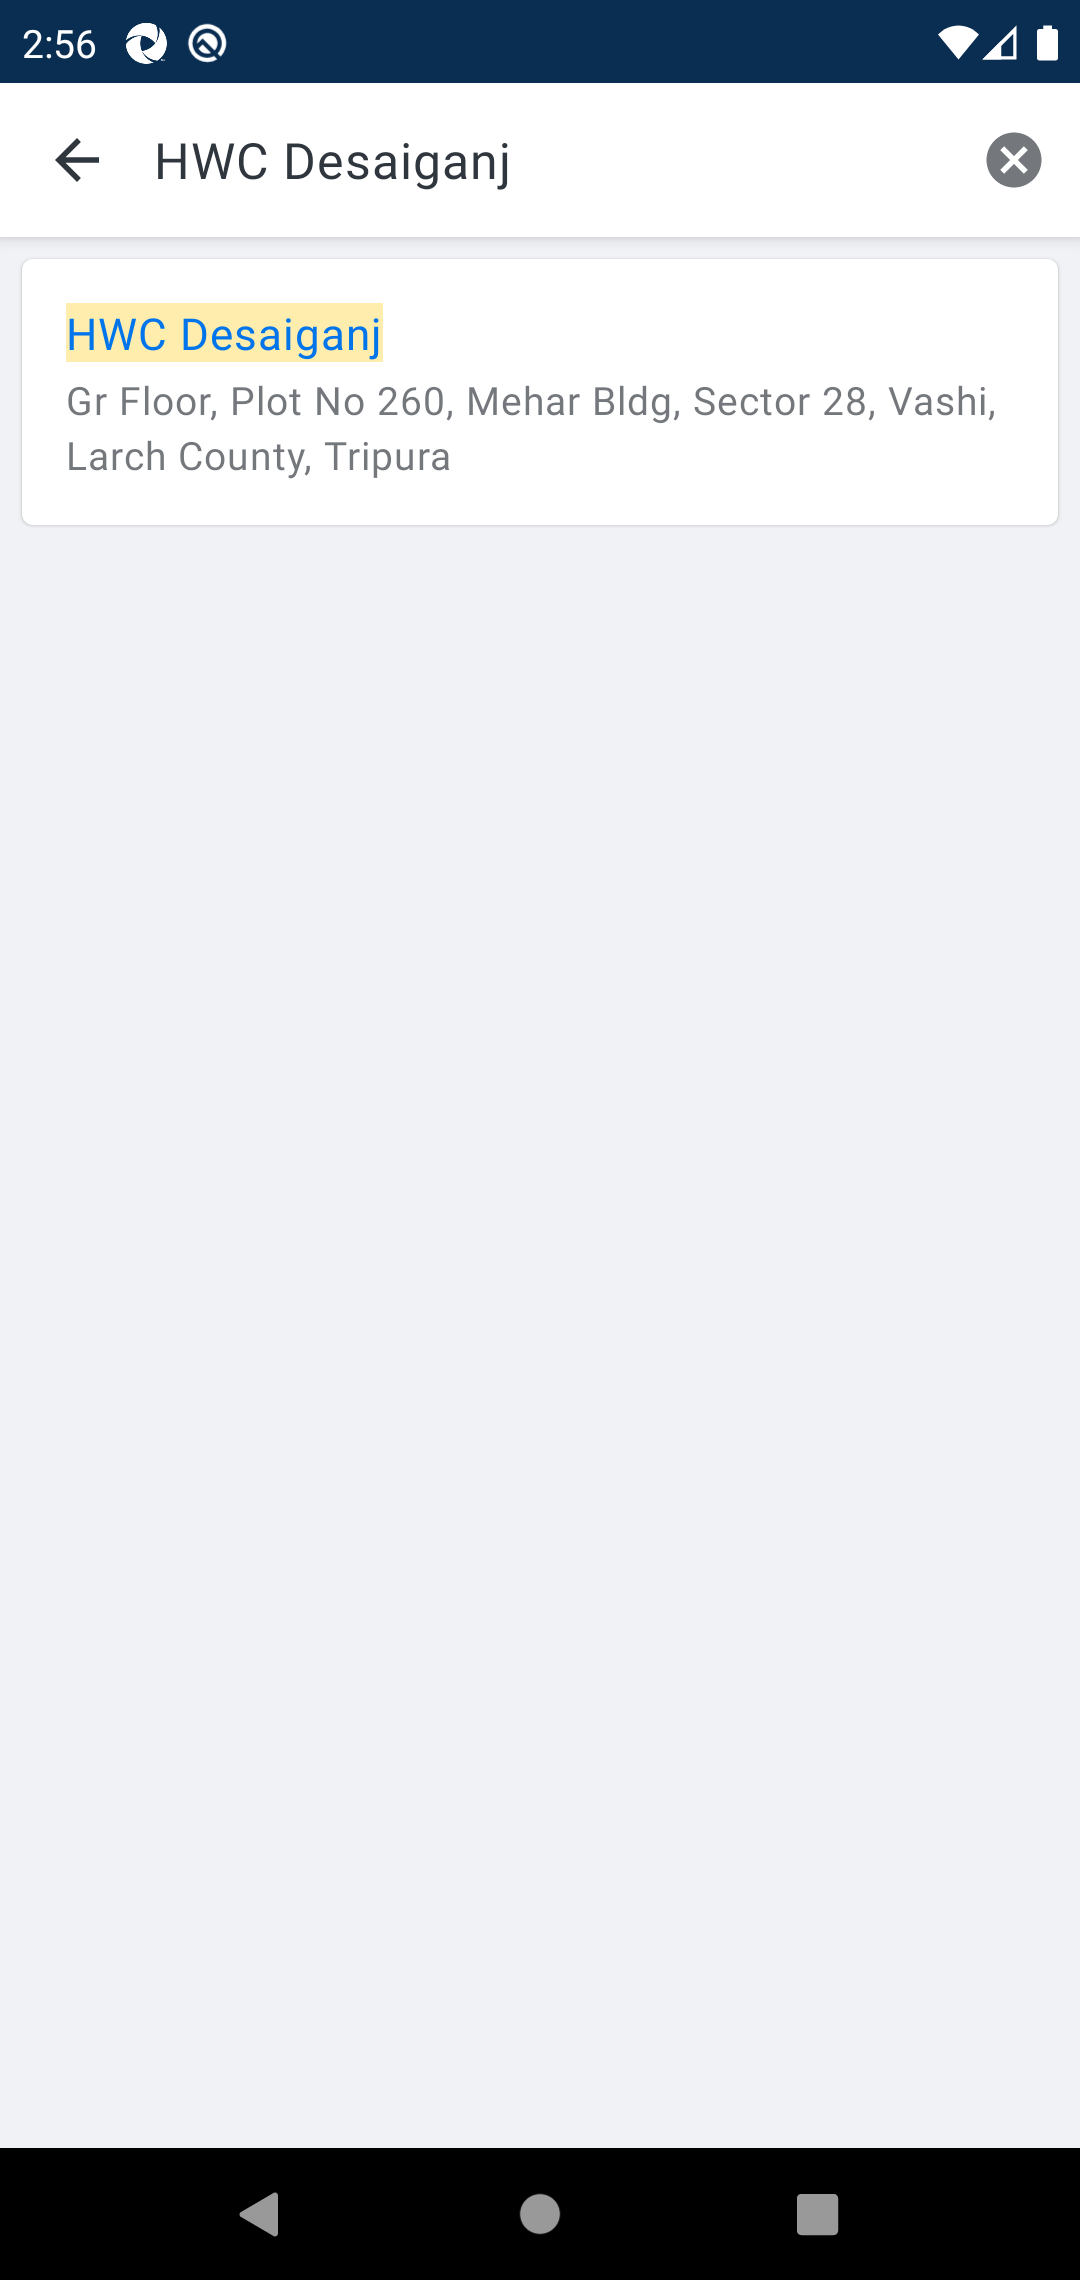 2:56
HWC Desaiganj
HWC Desaiganj
Gr Floor, Plot No 260, Mehar Bldg, Sector 28, Vashi,
Larch County, Tripura